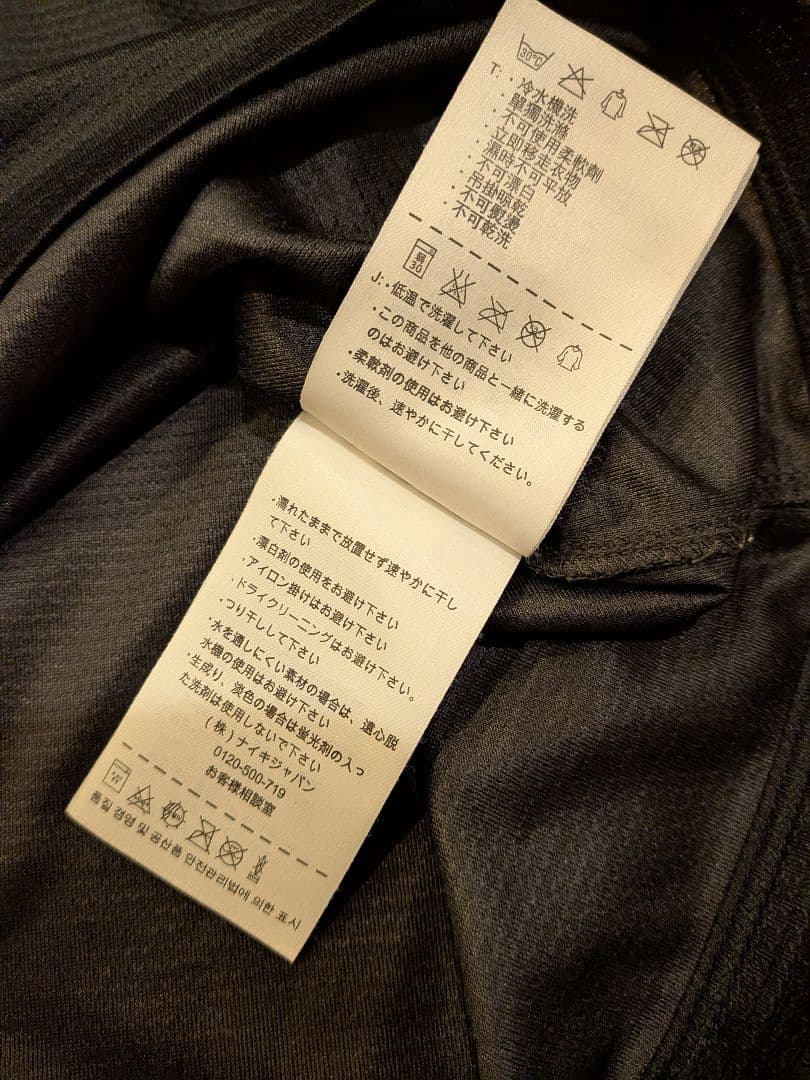 30°C
T: ·冷水機洗
·單獨洗滌
·不可使用柔軟劑
·立即移走衣物
·濕時不可平放
·不可漂白
·吊掛晾乾
·不可熨燙
·不可乾洗
弱
30
J: ·低温で洗濯して下さい
·この商品を他の商品と一緒に洗濯する
のはお避け下さい
·柔軟剤の使用はお避け下さい
·洗濯後、速やかに干してください。
·濡れたままで放置せず速やかに干し
て下さい
·漂白剤の使用をお避け下さい
·アイロン掛けはお避け下さい
·ドライクリーニングはお避け下さい。
·つり干しして下さい
·水を通しにくい素材の場合は、遠心脱
水機の使用はお避け下さい
·生成り、淡色の場合は蛍光剤の入っ
た洗剤は使用しないで下さい
(株)ナイキジャパン
0120-500-719
お客様相談室
품질 경영 및 공산품 안전관리법에 의한 표시